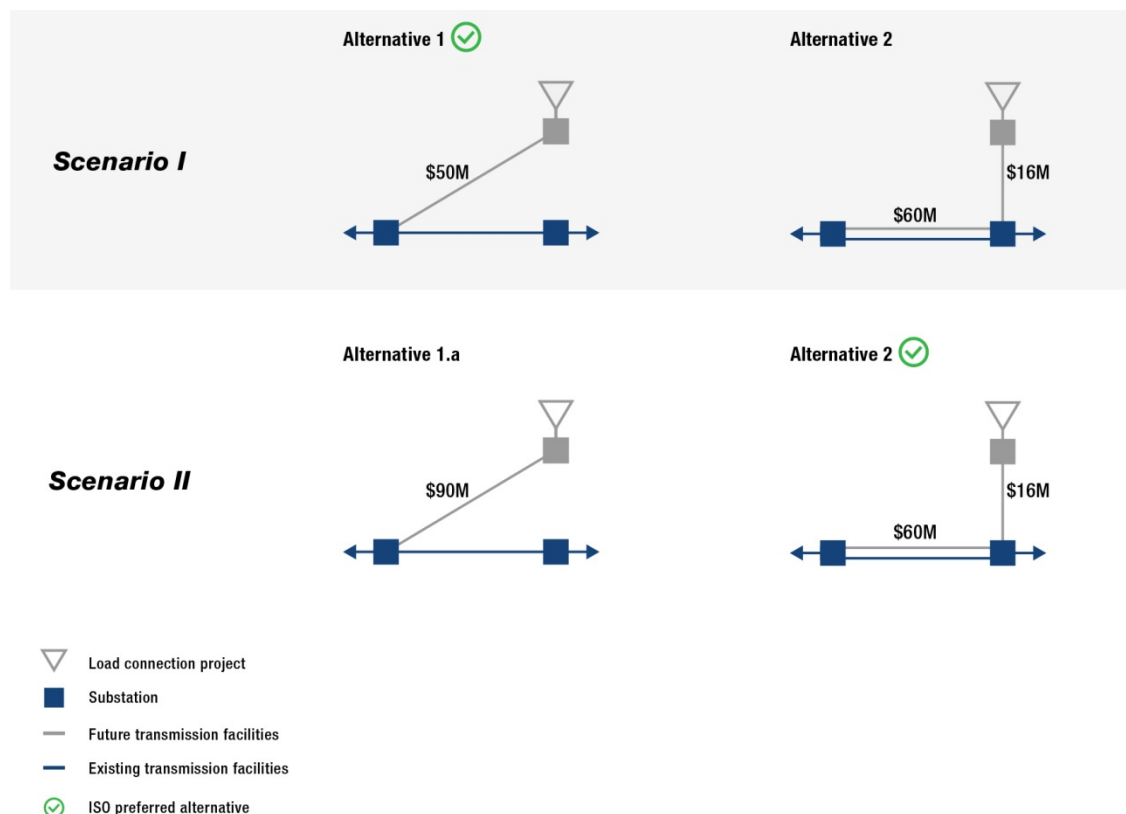 Alternative 1
Alternative 2
Scenario I
$50M
$16M
$60M
Alternative 1.a
Alternative 2
Scenario II
$90M
$16M
$60M
Load connection project
Substation
Future transmission facilities
Existing transmission facilities
ISO preferred alternative